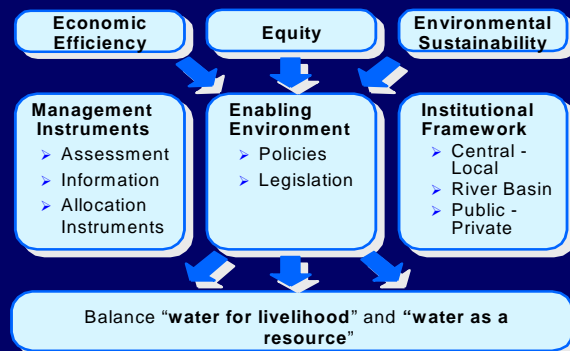 Economic
Efficiency
Equity
Environmental
Sustainability
Management
Instruments
➢ Assessment
➢ Information
➢ Allocation
Instruments
Enabling
Environment
➢ Policies
➢ Legislation
Institutional
Framework
➢ Central -
Local
➢ River Basin
➢ Public -
Private
Balance “water for livelihood” and “water as a
resource”